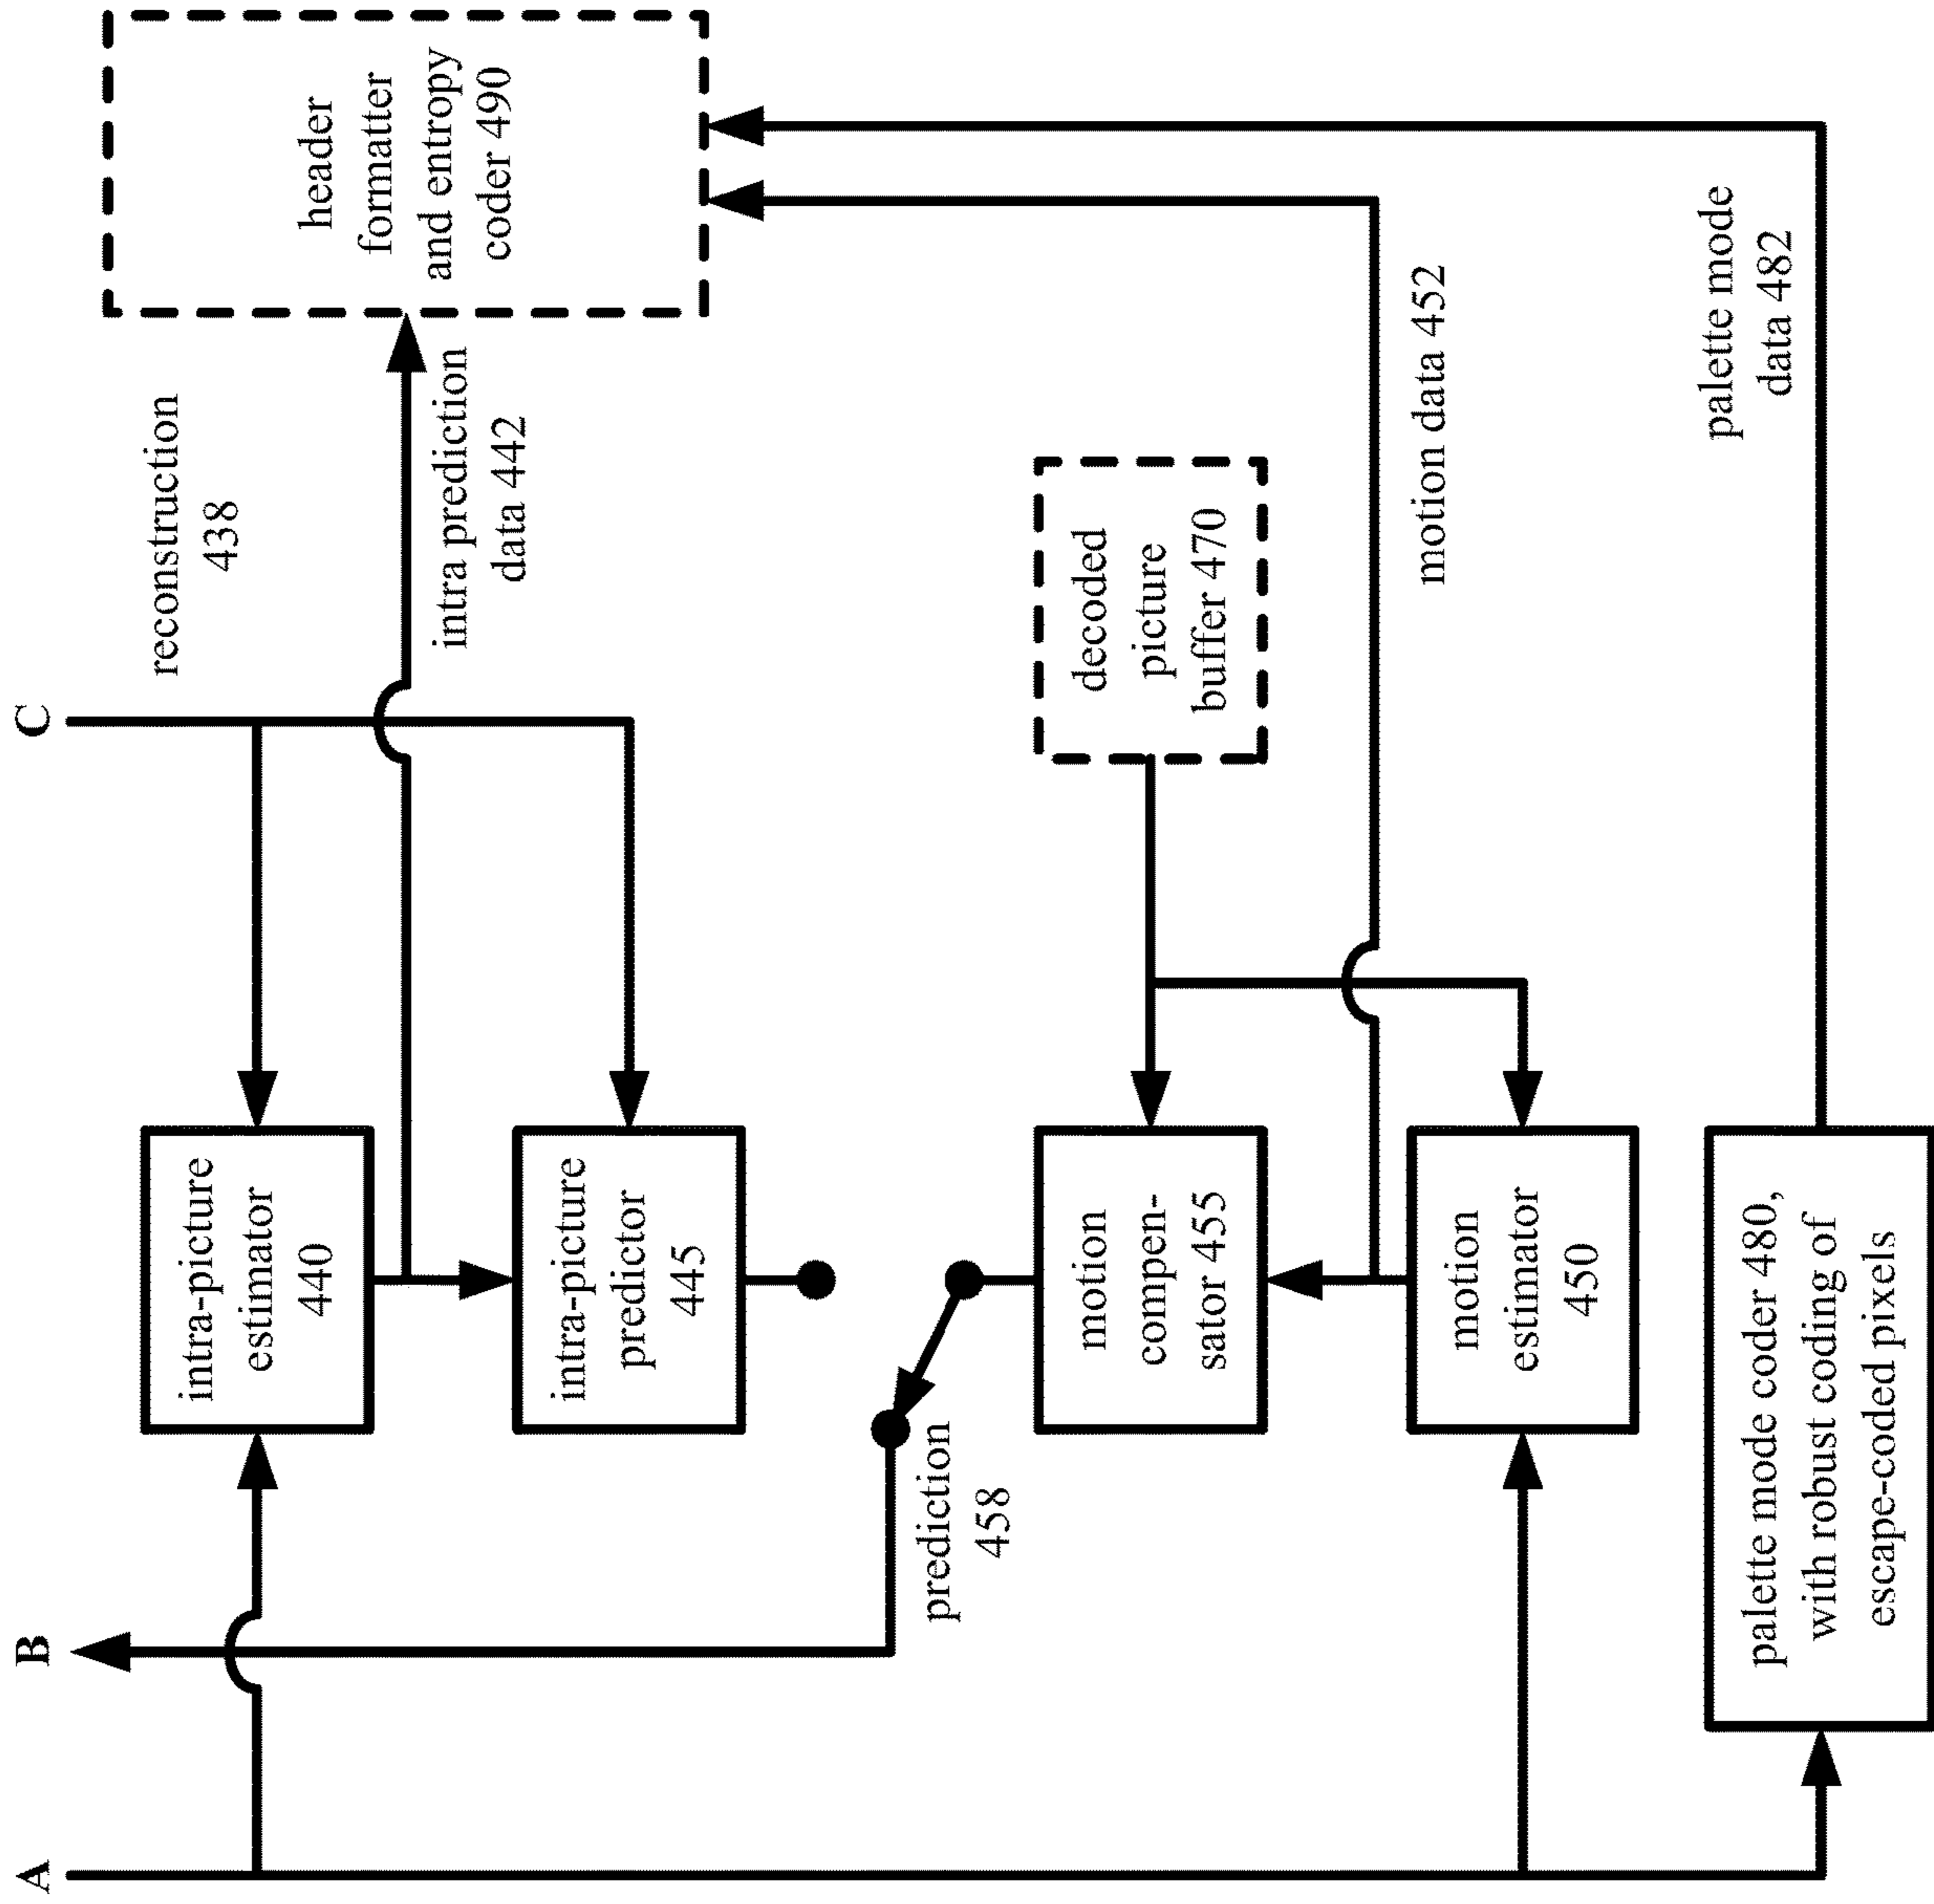 A
B
C
intra-picture
estimator
440
reconstruction
438
header
formatter
and entropy
coder 490
intra prediction
data 442
intra-picture
predictor
445
prediction
458
motion
compen-
sator 455
decoded
picture
buffer 470
motion
estimator
450
motion data 452
palette mode coder 480,
with robust coding of
escape-coded pixels
palette mode
data 482